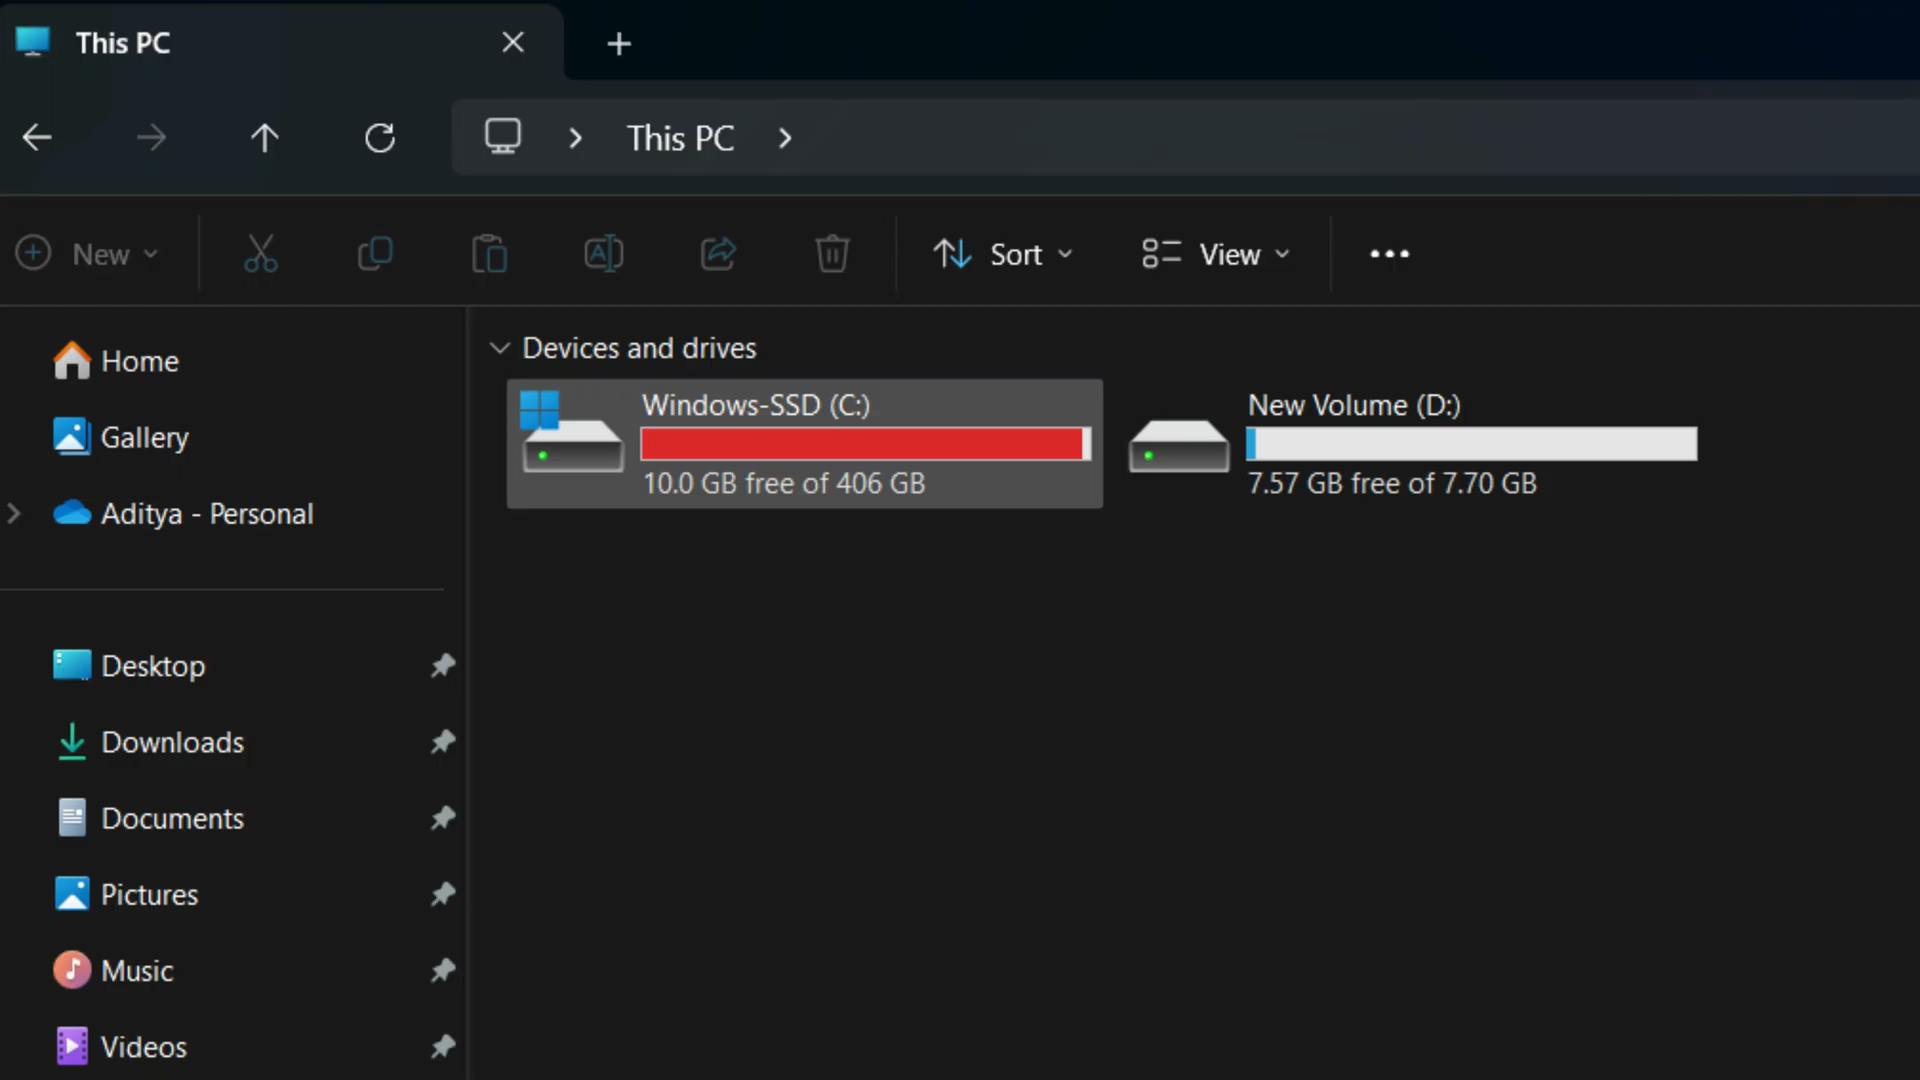 This PC
This PC
New
Sort
View
Home
Gallery
Aditya - Personal
Desktop
Downloads
Documents
Pictures
Music
Videos
Devices and drives
Windows-SSD (C:)
10.0 GB free of 406 GB
New Volume (D:)
7.57 GB free of 7.70 GB